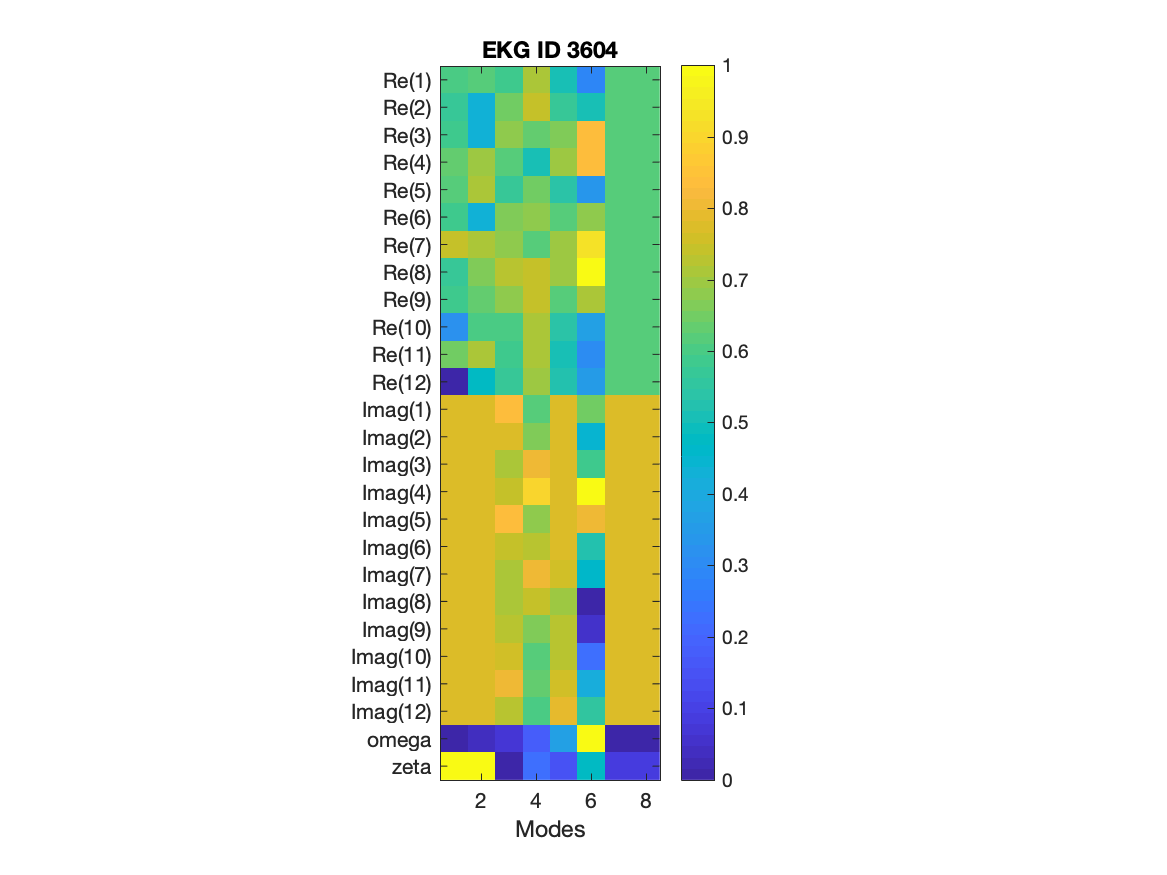 EKG ID 3604
Re(1)
Re(2)
Re(3)
Re(4)
Re(5)
Re(6)
Re(7)
Re(8)
Re(9)
Re(10)
Re(11)
Re(12)
Imag(1)
Imag(2)
Imag(3)
Imag(4)
Imag(5)
Imag(6)
Imag(7)
Imag(8)
Imag(9)
Imag(10)
Imag(11)
Imag(12)
omega
zeta
2 4 6 8
Modes
1
0.9
0.8
0.7
0.6
0.5
0.4
0.3
0.2
0.1
0